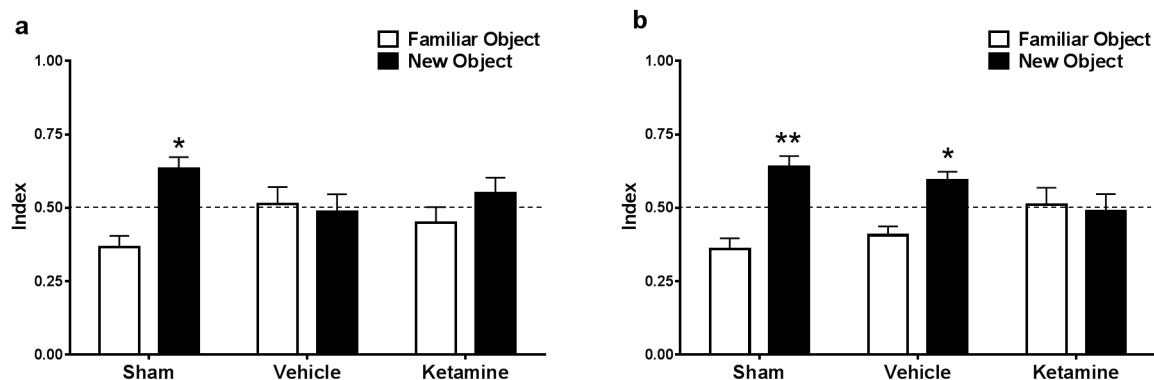 a
Familiar Object
New Object
1.00
0.75
0.50
0.25
0.00
Index
*
Sham
Vehicle
Ketamine
b
Familiar Object
New Object
1.00
0.75
0.50
0.25
0.00
Index
**
*
Sham
Vehicle
Ketamine